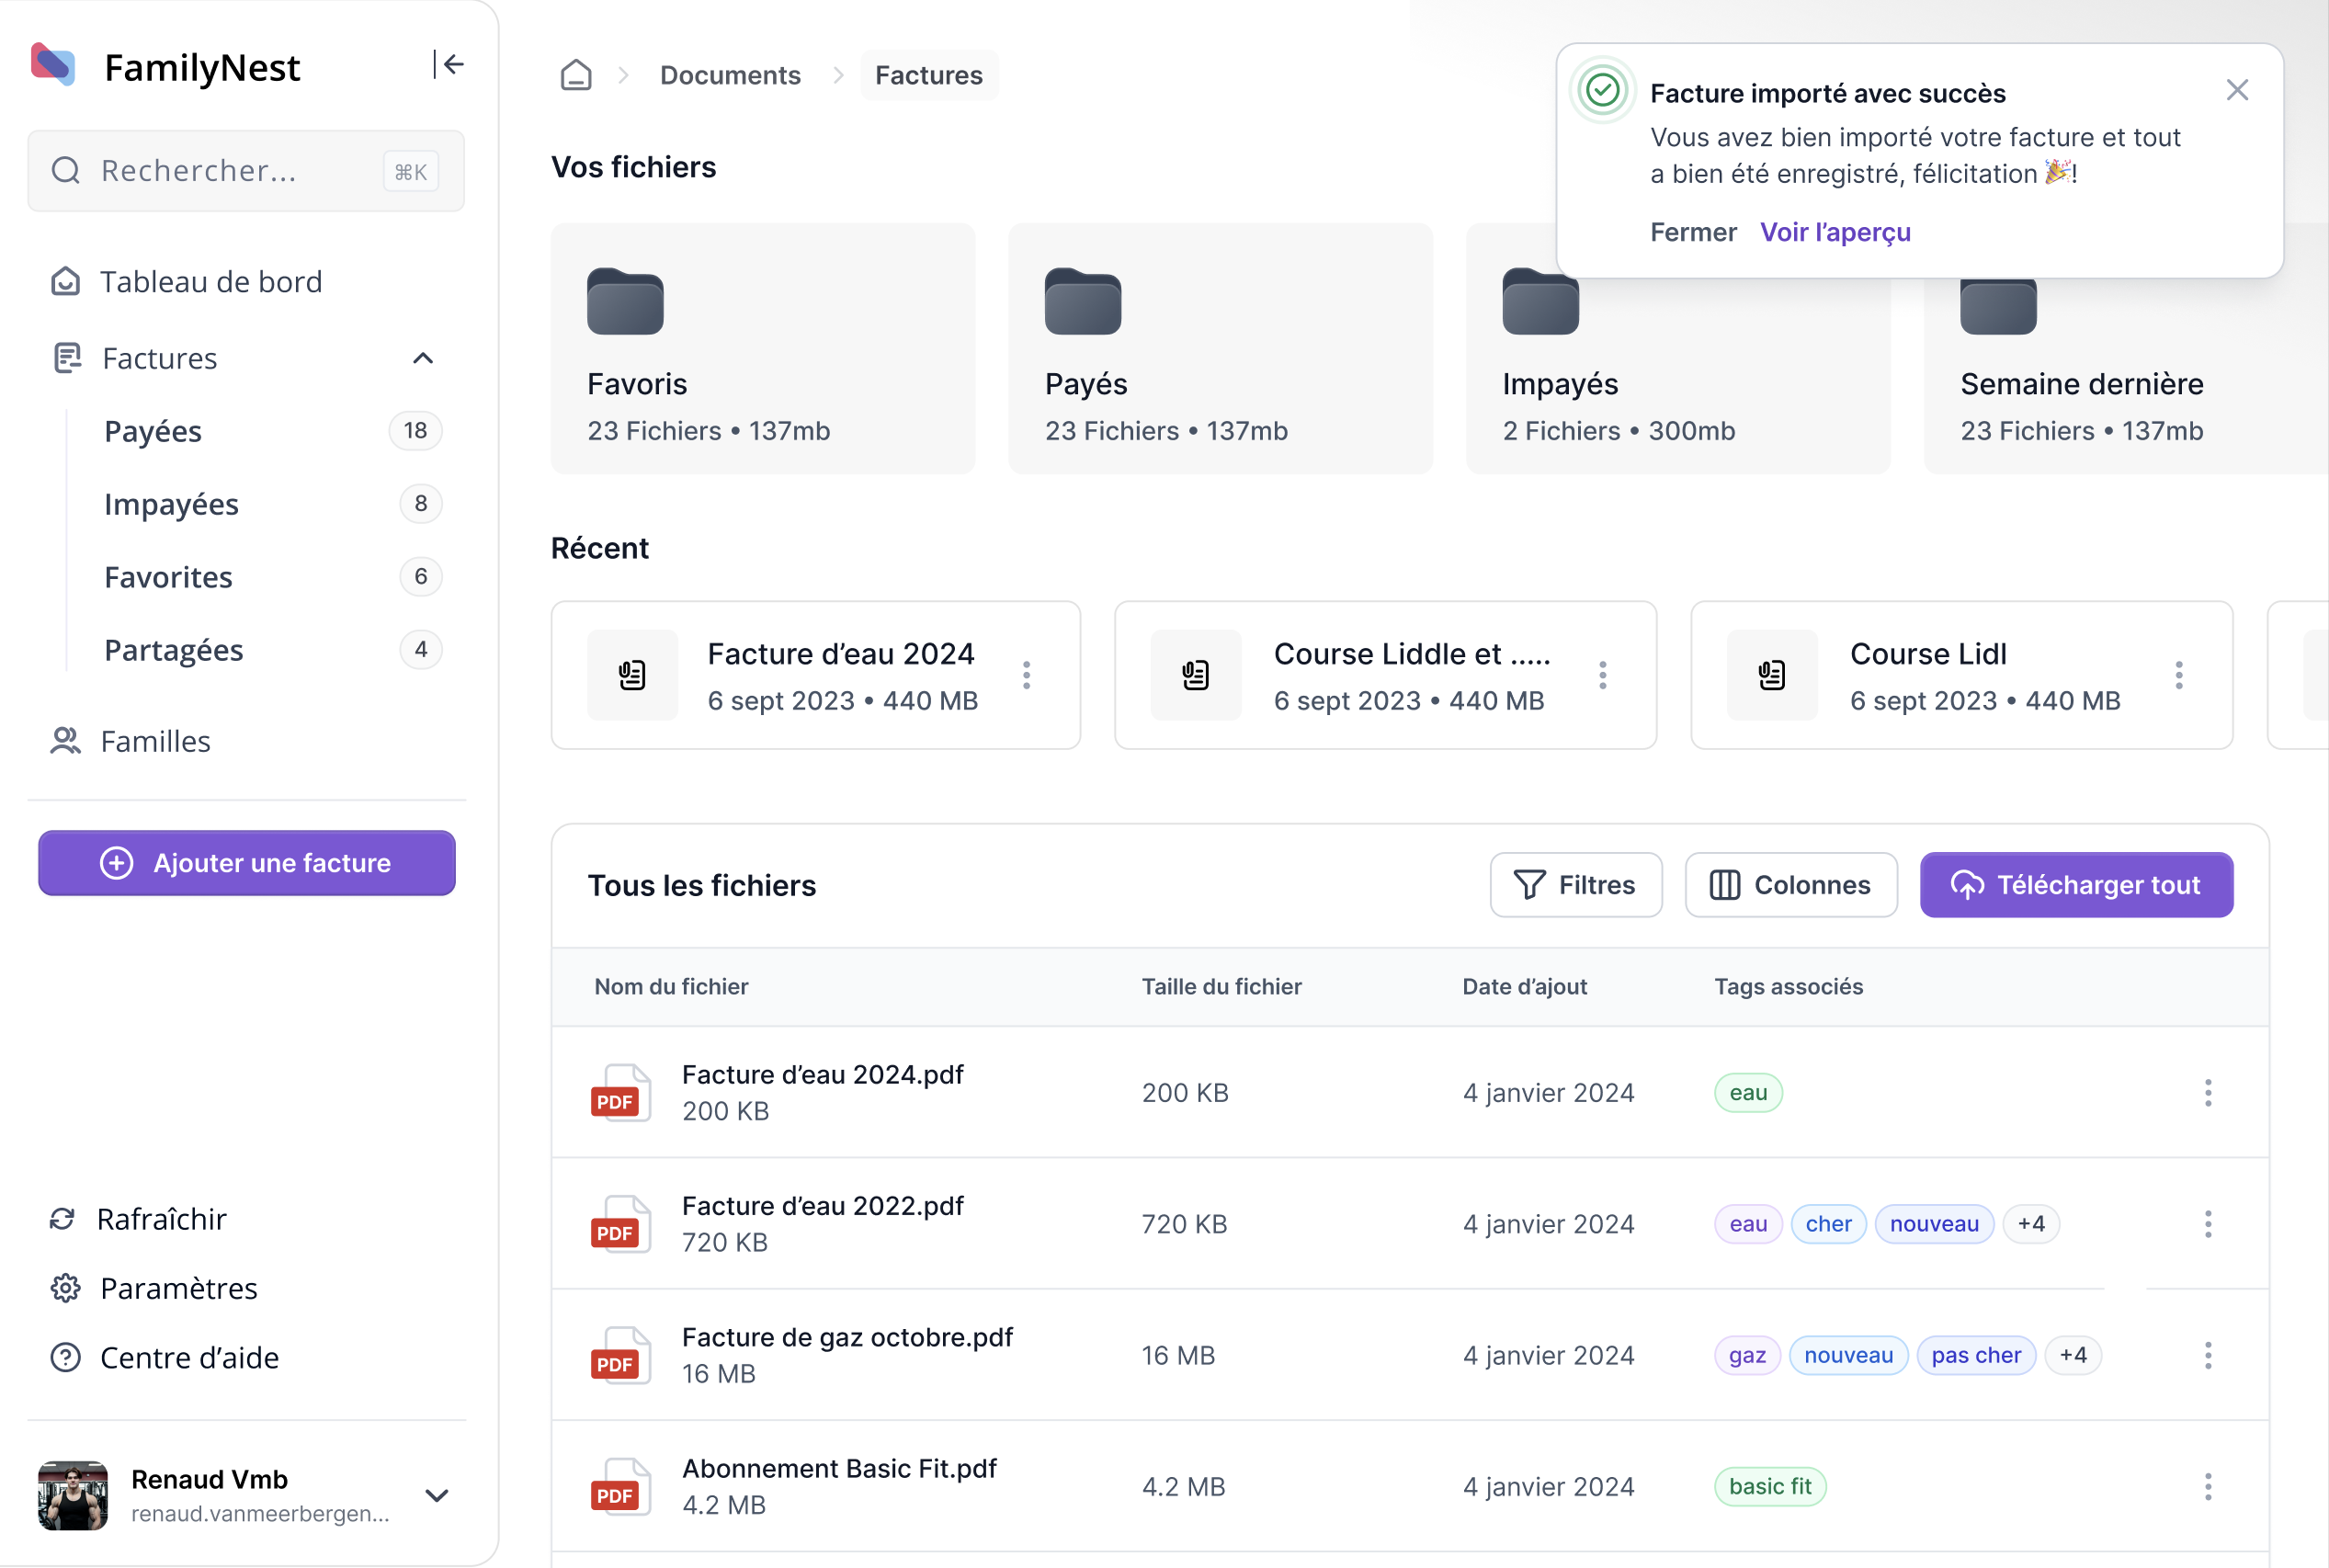 FamilyNest
Rechercher...
⌘K
Tableau de bord
Factures
Payées
18
Impayées
8
Favorites
6
Partagées
4
Familles
Ajouter une facture
Rafraîchir
Paramètres
Centre d’aide
Renaud Vmb
renaud.vanmeerbergen...
Documents
Factures
Facture importé avec succès
Vous avez bien importé votre facture et tout
a bien été enregistré, félicitation 🎉!
Fermer
Voir l’aperçu
Vos fichiers
Favoris
23 Fichiers • 137mb
Payés
23 Fichiers • 137mb
Impayés
2 Fichiers • 300mb
Semaine dernière
23 Fichiers • 137mb
Récent
Facture d’eau 2024
6 sept 2023 • 440 MB
Course Liddle et .....
6 sept 2023 • 440 MB
Course Lidl
6 sept 2023 • 440 MB
Tous les fichiers
Filtres
Colonnes
Télécharger tout
Nom du fichier
Taille du fichier
Date d’ajout
Tags associés
PDF
Facture d’eau 2024.pdf
200 KB
200 KB
4 janvier 2024
eau
PDF
Facture d’eau 2022.pdf
720 KB
720 KB
4 janvier 2024
eau
cher
nouveau
+4
PDF
Facture de gaz octobre.pdf
16 MB
16 MB
4 janvier 2024
gaz
nouveau
pas cher
+4
PDF
Abonnement Basic Fit.pdf
4.2 MB
4.2 MB
4 janvier 2024
basic fit